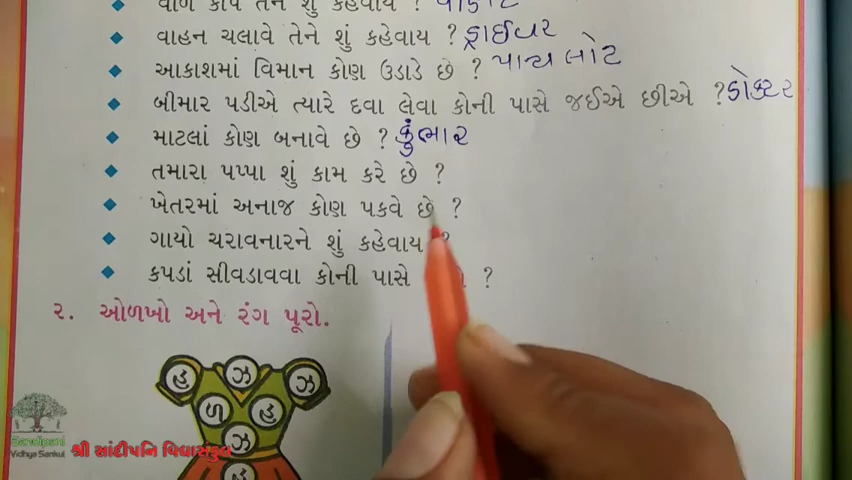 વાળ કાપે તેને શું કહેવાય ?
વાહન ચલાવે તેને શું કહેવાય ? ડ્રાઈવર
આકાશમાં વિમાન કોણ ઉડાડે છે ? પાયલોટ
બીમાર પડીએ ત્યારે દવા લેવા કોની પાસે જઈએ છીએ ? ડોક્ટર
માટલાં કોણ બનાવે છે ? કુંભાર
તમારા પપ્પા શું કામ કરે છે ?
ખેતરમાં અનાજ કોણ પકવે છે ?
ગાયો ચરાવનારને શું કહેવાય ?
કપડાં સીવડાવવા કોની પાસે ?
૨. ઓળખો અને રંગ પૂરો.
હ ઝ ઝ
ળ હ
ઝ
હ
Sandipani
Vidhya Sankul
શ્રી સાંદીપનિ વિદ્યાસંકુલ